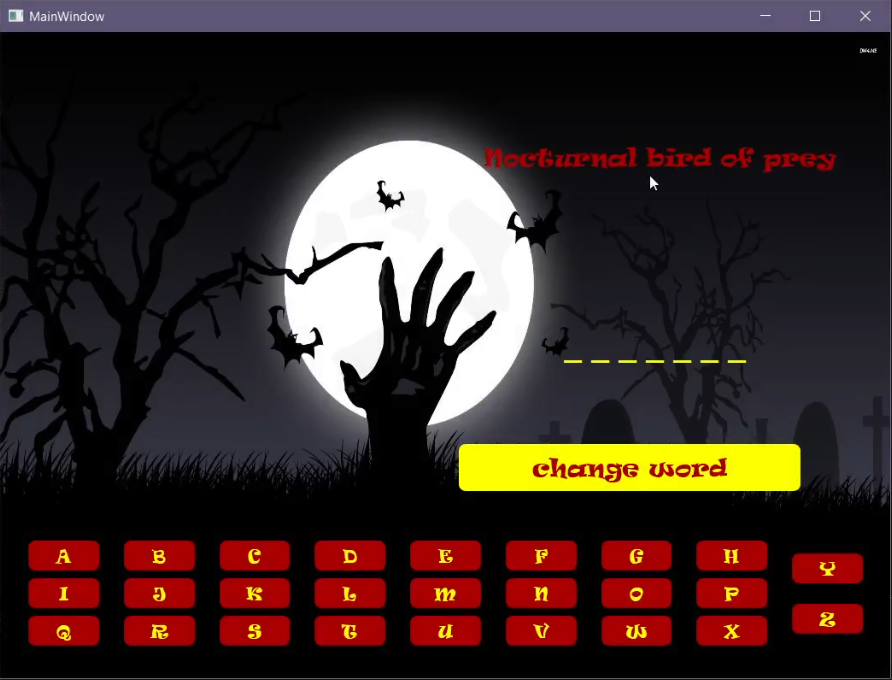 MainWindow
Nocturnal bird of prey
_ _ _ _ _ _ _
change word
A B C D E F G H
Y
I J K L M N O P
Z
Q R S T U V W X